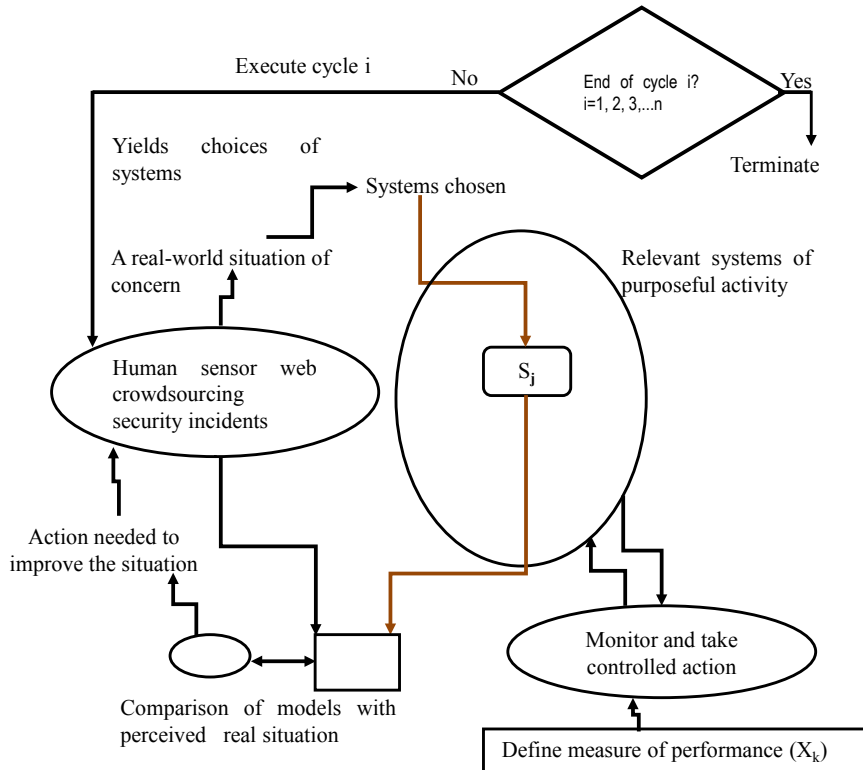 Execute cycle i
No
End of cycle i?
i=1, 2, 3,...n
Yes
Terminate
Yields choices of
systems
Systems chosen
A real-world situation of
concern
Relevant systems of
purposeful activity
Human sensor web
crowdsourcing
security incidents
Sj
Action needed to
improve the situation
Monitor and take
controlled action
Comparison of models with
perceived real situation
Define measure of performance (Xk)